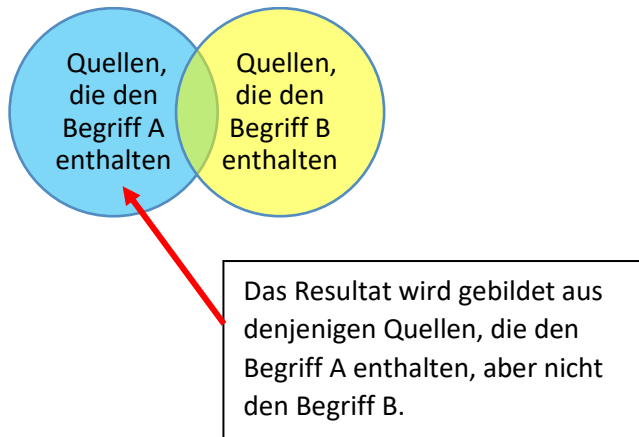 Quellen,
die den
Begriff A
enthalten
Quellen,
die den
Begriff B
enthalten
Das Resultat wird gebildet aus
denjenigen Quellen, die den
Begriff A enthalten, aber nicht
den Begriff B.